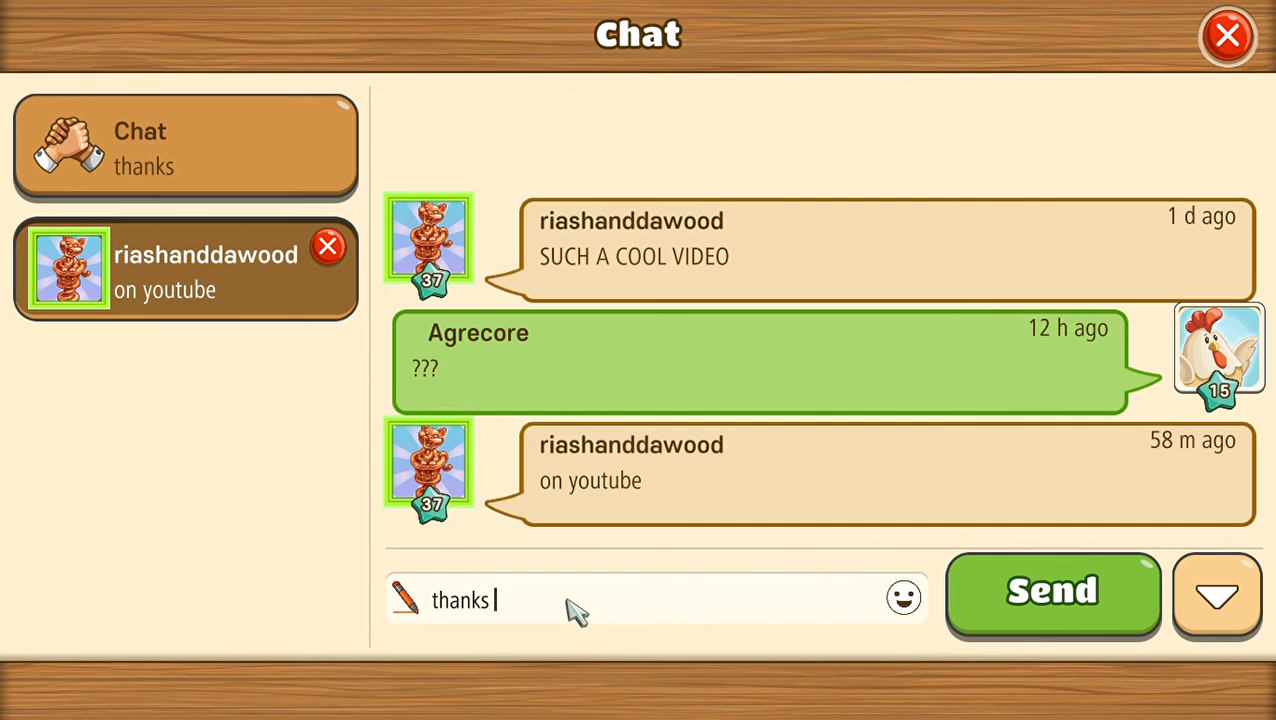 Chat
Chat
thanks
riashanddawood
on youtube
riashanddawood
1 d ago
SUCH A COOL VIDEO
37
Agrecore
12 h ago
???
15
riashanddawood
58 m ago
on youtube
37
thanks
Send